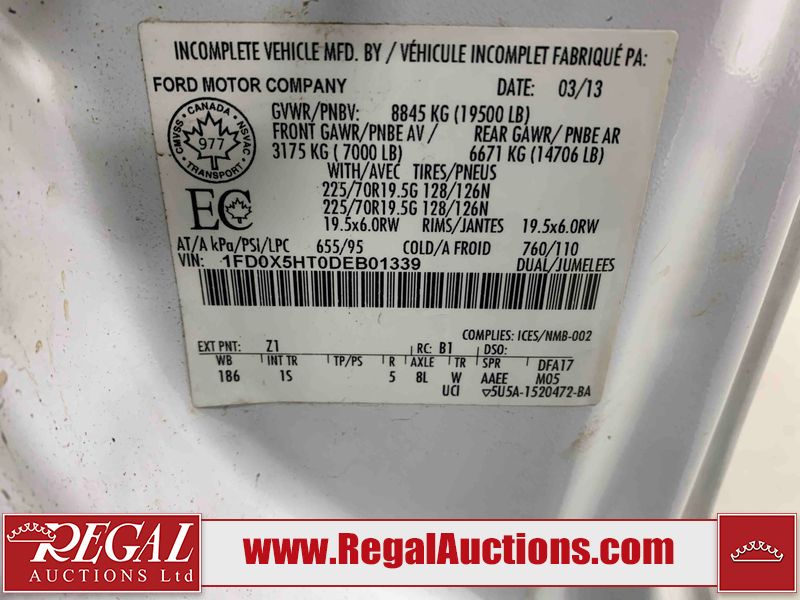 INCOMPLETE VEHICLE MFD. BY / VÉHICULE INCOMPLET FABRIQUÉ PA:
FORD MOTOR COMPANY DATE: 03/13
GVWR/PNBV: 8845 KG (19500 LB)
FRONT GAWR/PNBE AV / REAR GAWR/ PNBE AR
3175 KG ( 7000 LB) 6671 KG (14706 LB)
WITH/AVEC TIRES/PNEUS
225/70R19.5G 128/126N
225/70R19.5G 128/126N
19.5x6.0RW RIMS/JANTES 19.5x6.0RW
AT/A kPa/PSI/LPC 655/95 COLD/A FROID 760/110
VIN: 1FD0X5HT0DEB01339 DUAL/JUMELEES
CANADA
CMVSS NSVAC
977
TRANSPORT
EC
COMPLIES: ICES/NMB-002
EXT PNT: Z1 RC: B1 DSO:
WB INT TR TP/PS R AXLE TR SPR DFA17
186 1S 5 8L W AAEE M05
UCI ▽5U5A-1520472-BA
REGAL
AUCTIONS Ltd
www.RegalAuctions.com